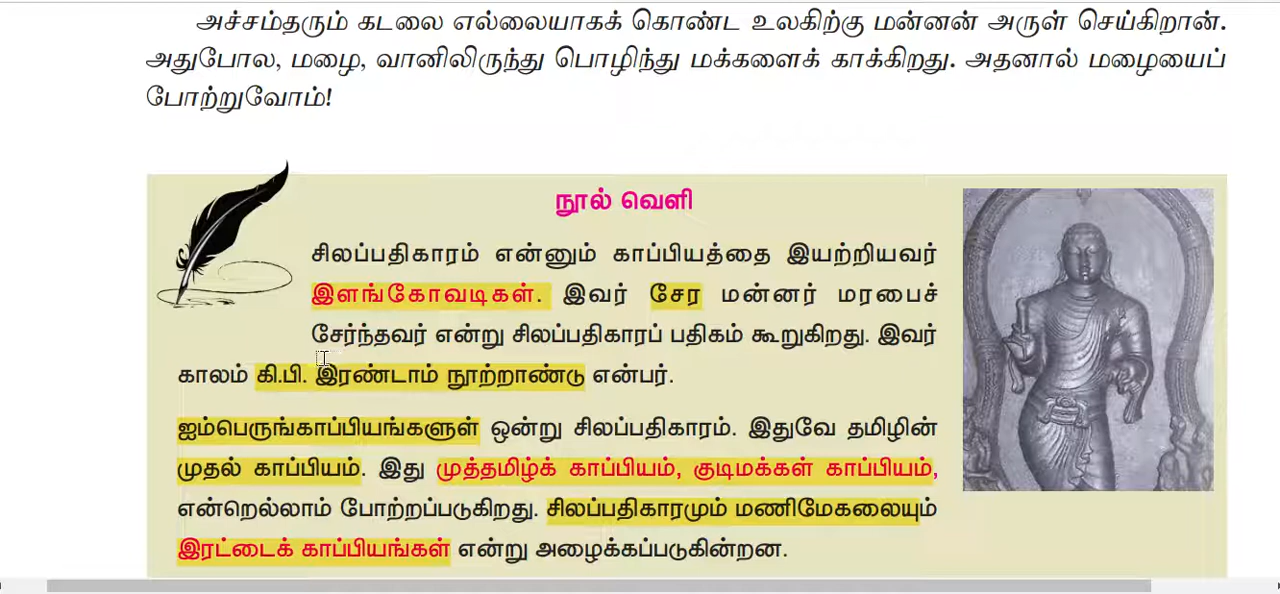 அச்சம்தரும் கடலை எல்லையாகக் கொண்ட உலகிற்கு மன்னன் அருள் செய்கிறான்.
அதுபோல, மழை, வானிலிருந்து பொழிந்து மக்களைக் காக்கிறது. அதனால் மழையைப்
போற்றுவோம்!
நூல் வெளி
சிலப்பதிகாரம் என்னும் காப்பியத்தை இயற்றியவர்
இளங்கோவடிகள். இவர் சேர மன்னர் மரபைச்
சேர்ந்தவர் என்று சிலப்பதிகாரப் பதிகம் கூறுகிறது. இவர்
காலம் கி.பி. இரண்டாம் நூற்றாண்டு என்பர்.
ஐம்பெருங்காப்பியங்களுள் ஒன்று சிலப்பதிகாரம். இதுவே தமிழின்
முதல் காப்பியம். இது முத்தமிழ்க் காப்பியம், குடிமக்கள் காப்பியம்,
என்றெல்லாம் போற்றப்படுகிறது. சிலப்பதிகாரமும் மணிமேகலையும்
இரட்டைக் காப்பியங்கள் என்று அழைக்கப்படுகின்றன.